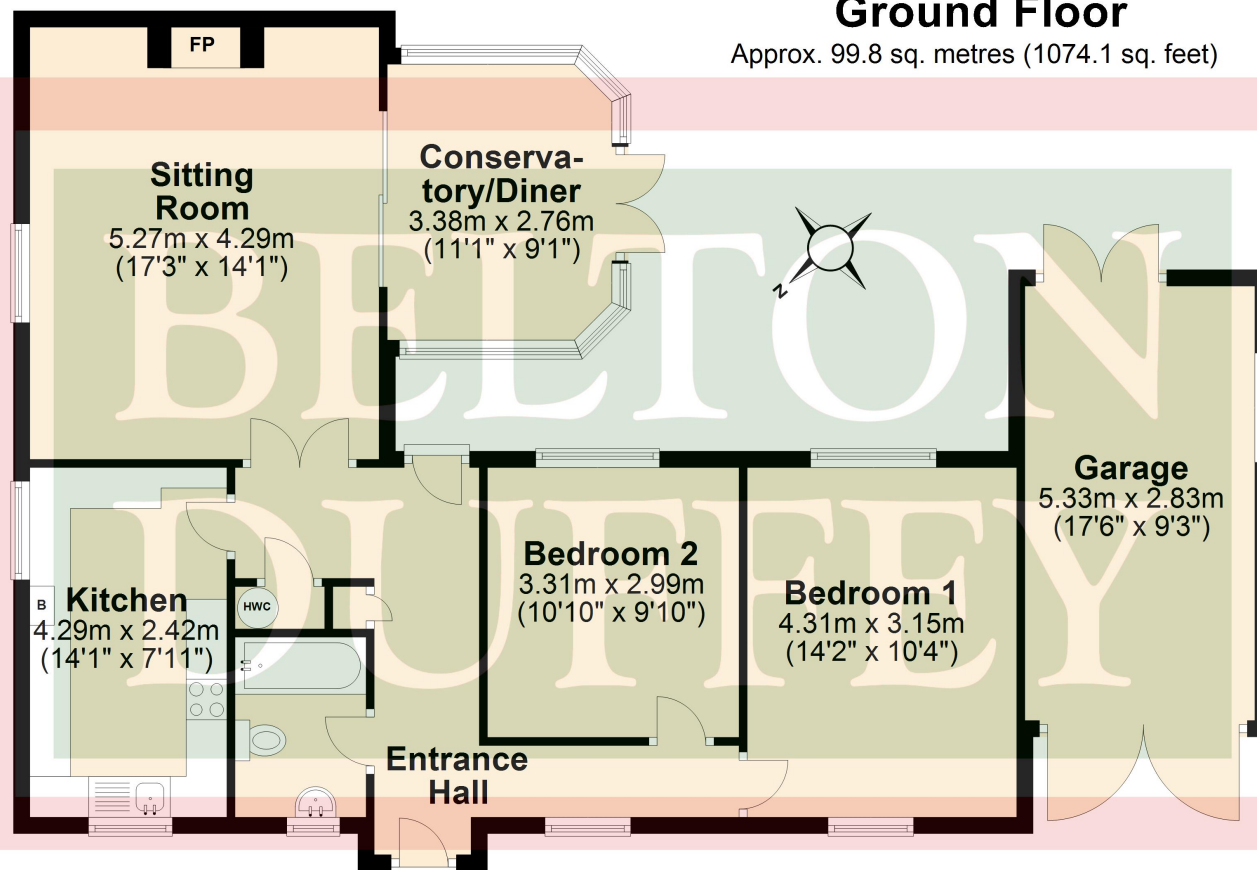 Ground Floor
Approx. 99.8 sq. metres (1074.1 sq. feet)
FP
Sitting
Room
5.27m x 4.29m
(17'3" x 14'1")
Conserva-
tory/Diner
3.38m x 2.76m
(11'1" x 9'1")
N
BELTON
DUFFEY
Garage
5.33m x 2.83m
(17'6" x 9'3")
Bedroom 2
3.31m x 2.99m
(10'10" x 9'10")
Bedroom 1
4.31m x 3.15m
(14'2" x 10'4")
B
Kitchen
4.29m x 2.42m
(14'1" x 7'11")
HWC
Entrance
Hall